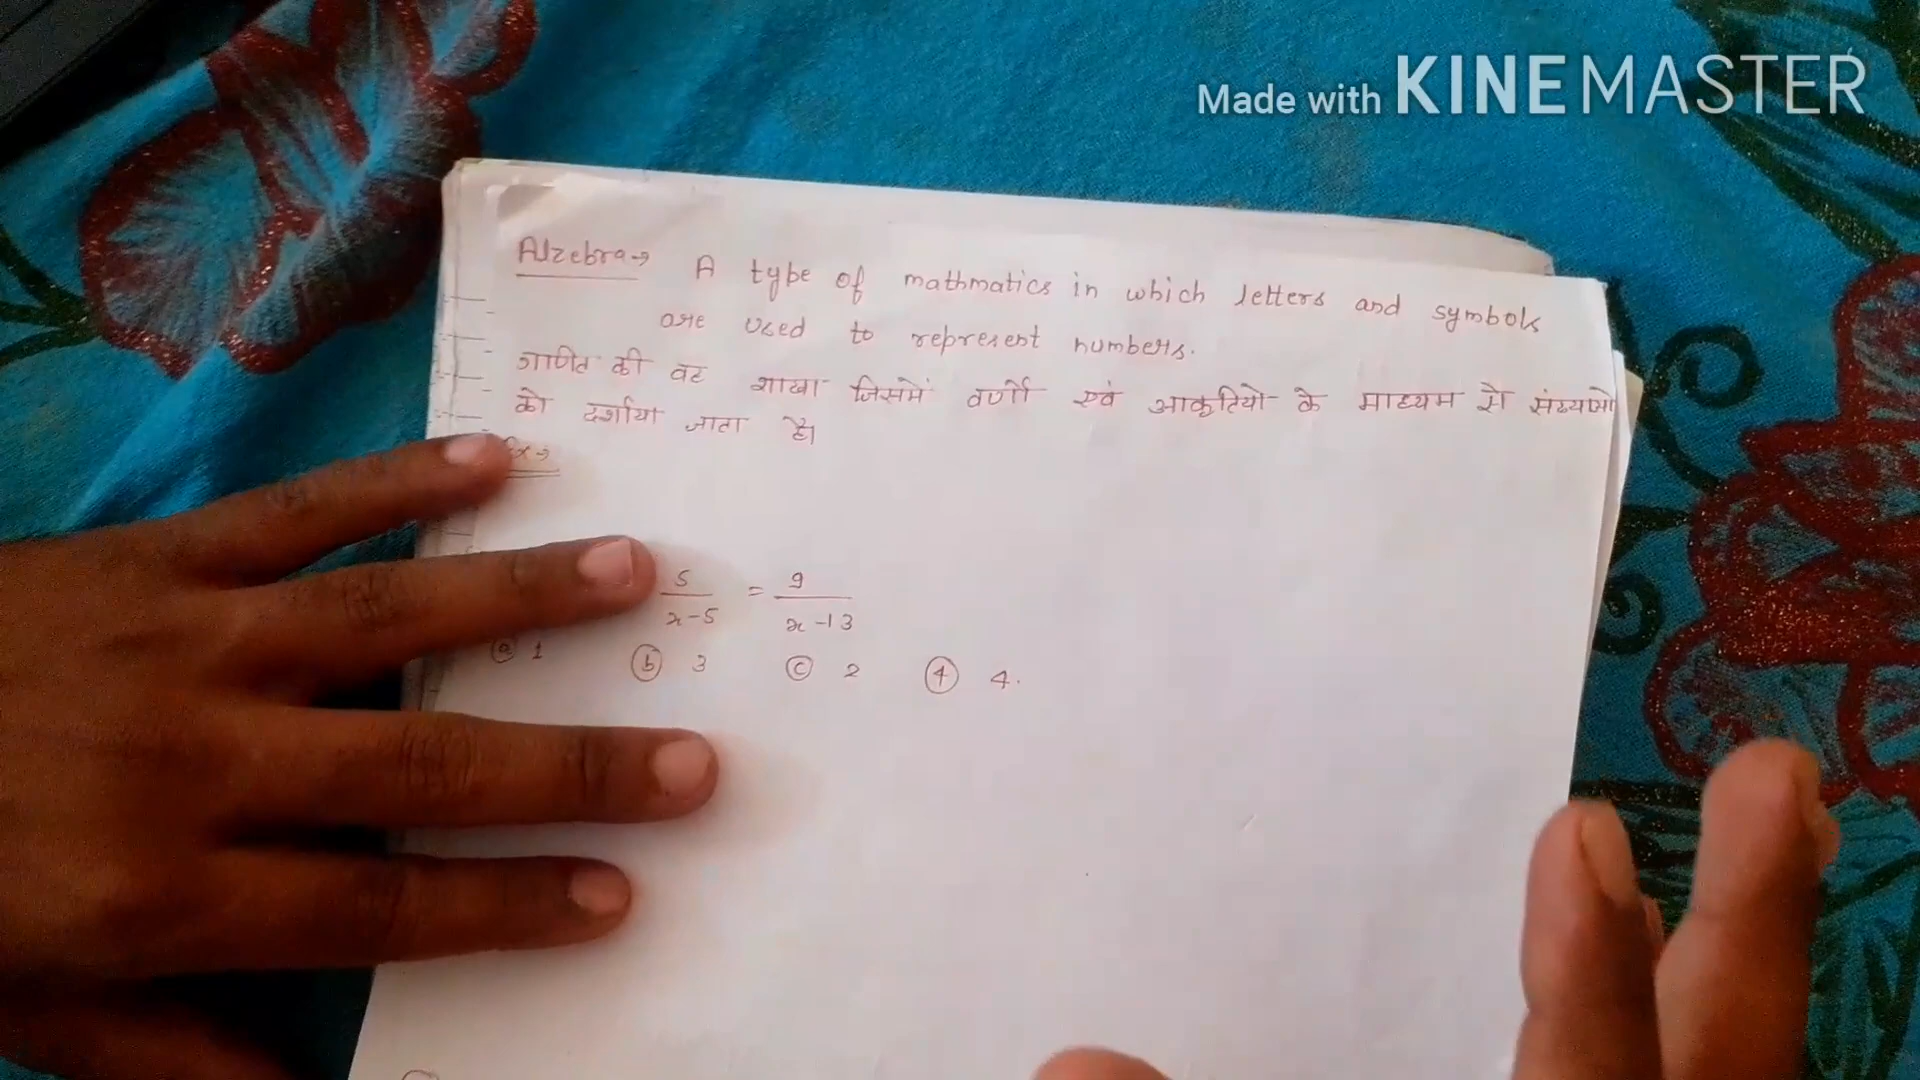 Made with KINEMASTER
Alzebra→ A type of mathmatics in which letters and symbols
are used to represent numbers.
गणित की वह शाखा जिसमें वर्णों एवं आकृतियो के माध्यम से संख्याओ
को दर्शाया जाता है।
5/x-5 = 9/x-13
(a) 1 (b) 3 (c) 2 (4) 4.